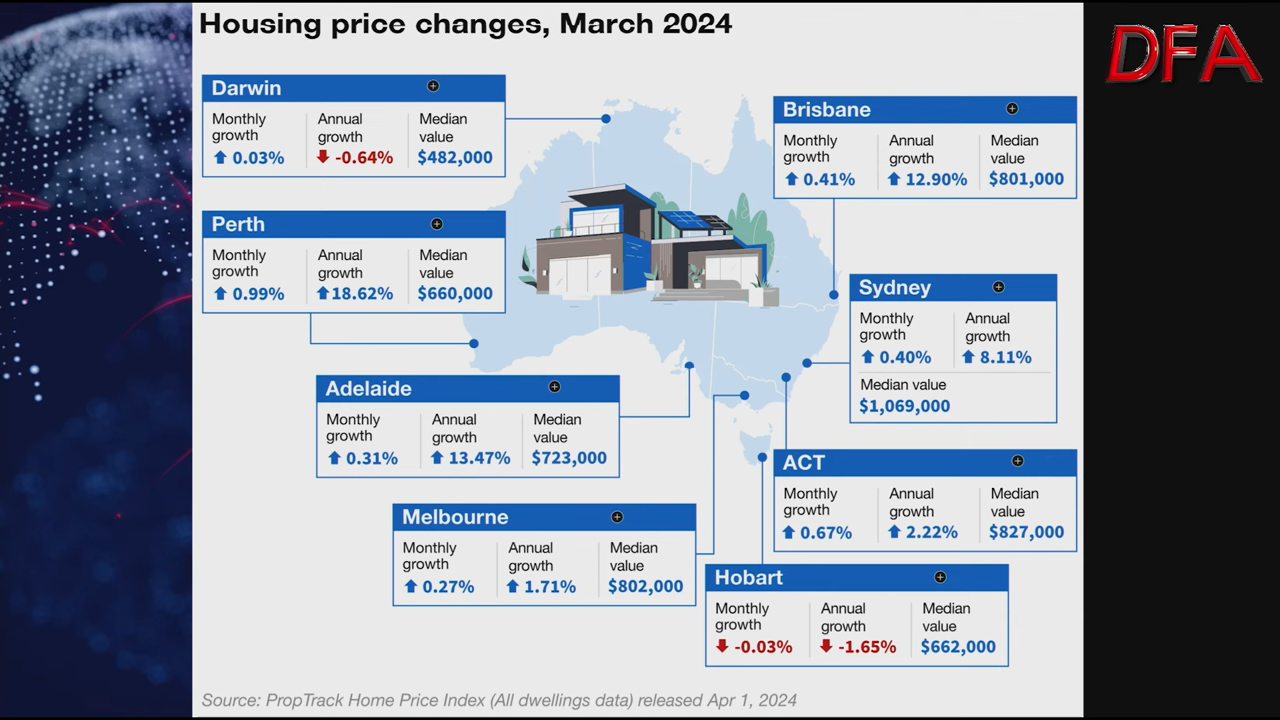 Housing price changes, March 2024
DFA
Darwin
Monthly growth
0.03%
Annual growth
-0.64%
Median value
$482,000
Brisbane
Monthly growth
0.41%
Annual growth
12.90%
Median value
$801,000
Perth
Monthly growth
0.99%
Annual growth
18.62%
Median value
$660,000
Sydney
Monthly growth
0.40%
Annual growth
8.11%
Median value
$1,069,000
Adelaide
Monthly growth
0.31%
Annual growth
13.47%
Median value
$723,000
ACT
Monthly growth
0.67%
Annual growth
2.22%
Median value
$827,000
Melbourne
Monthly growth
0.27%
Annual growth
1.71%
Median value
$802,000
Hobart
Monthly growth
-0.03%
Annual growth
-1.65%
Median value
$662,000
Source: PropTrack Home Price Index (All dwellings data) released Apr 1, 2024